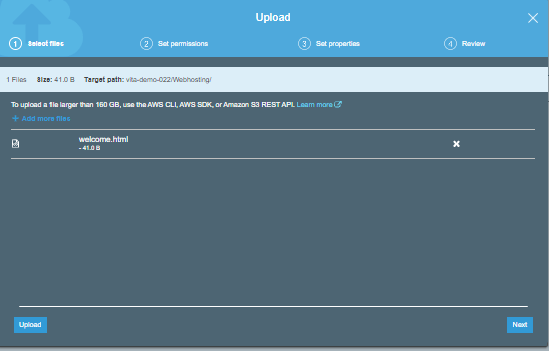 Upload
1 Select files
2 Set permissions
3 Set properties
4 Review
1 Files Size: 41.0 B Target path: vita-demo-022/Webhosting/
To upload a file larger than 160 GB, use the AWS CLI, AWS SDK, or Amazon S3 REST API. Learn more
+ Add more files
welcome.html
- 41.0 B
Upload
Next